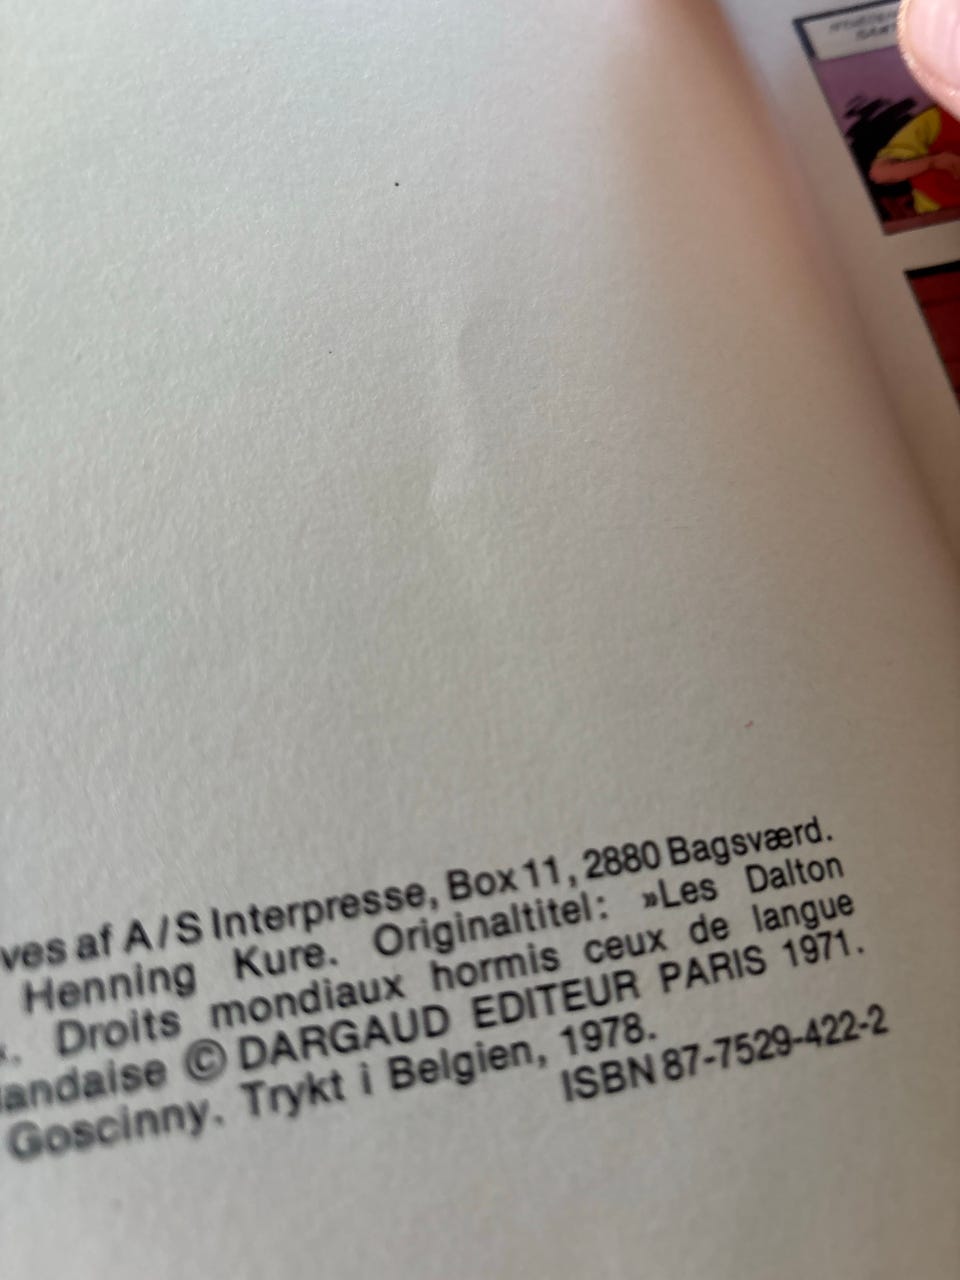 ves af A/S Interpresse, Box 11, 2880 Bagsværd.
Henning Kure. Originaltitel: »Les Dalton
«. Droits mondiaux hormis ceux de langue
landaise © DARGAUD EDITEUR PARIS 1971.
Goscinny. Trykt i Belgien, 1978.
ISBN 87-7529-422-2